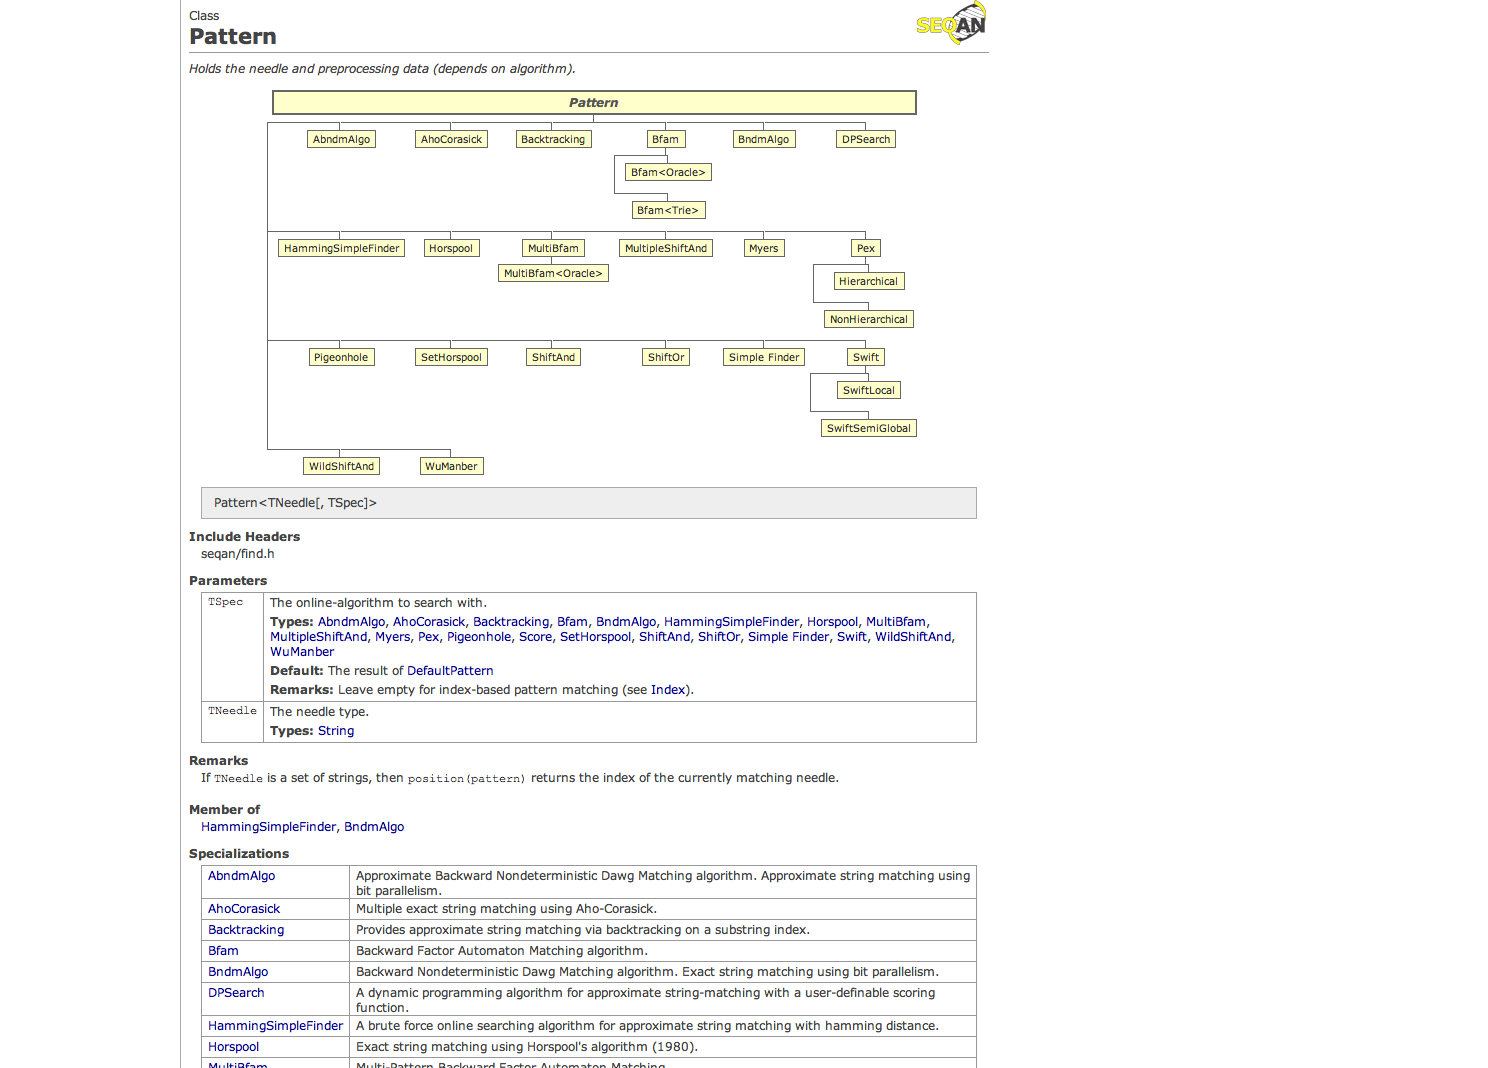 Class
Pattern
SEQAN
Holds the needle and preprocessing data (depends on algorithm).
Pattern
AbndmAlgo AhoCorasick Backtracking Bfam BndmAlgo DPSearch
Bfam<Oracle>
Bfam<Trie>
HammingSimpleFinder Horspool MultiBfam MultipleShiftAnd Myers Pex
MultiBfam<Oracle>
Hierarchical
NonHierarchical
Pigeonhole SetHorspool ShiftAnd ShiftOr Simple Finder Swift
SwiftLocal
SwiftSemiGlobal
WildShiftAnd WuManber
Pattern<TNeedle[, TSpec]>
Include Headers
seqan/find.h
Parameters
TSpec The online-algorithm to search with.
Types: AbndmAlgo, AhoCorasick, Backtracking, Bfam, BndmAlgo, HammingSimpleFinder, Horspool, MultiBfam,
MultipleShiftAnd, Myers, Pex, Pigeonhole, Score, SetHorspool, ShiftAnd, ShiftOr, Simple Finder, Swift, WildShiftAnd,
WuManber
Default: The result of DefaultPattern
Remarks: Leave empty for index-based pattern matching (see Index).
TNeedle The needle type.
Types: String
Remarks
If TNeedle is a set of strings, then position(pattern) returns the index of the currently matching needle.
Member of
HammingSimpleFinder, BndmAlgo
Specializations
AbndmAlgo Approximate Backward Nondeterministic Dawg Matching algorithm. Approximate string matching using
bit parallelism.
AhoCorasick Multiple exact string matching using Aho-Corasick.
Backtracking Provides approximate string matching via backtracking on a substring index.
Bfam Backward Factor Automaton Matching algorithm.
BndmAlgo Backward Nondeterministic Dawg Matching algorithm. Exact string matching using bit parallelism.
DPSearch A dynamic programming algorithm for approximate string-matching with a user-definable scoring
function.
HammingSimpleFinder A brute force online searching algorithm for approximate string matching with hamming distance.
Horspool Exact string matching using Horspool's algorithm (1980).
MultiBfam Multi-Pattern Backward Factor Automaton Matching.